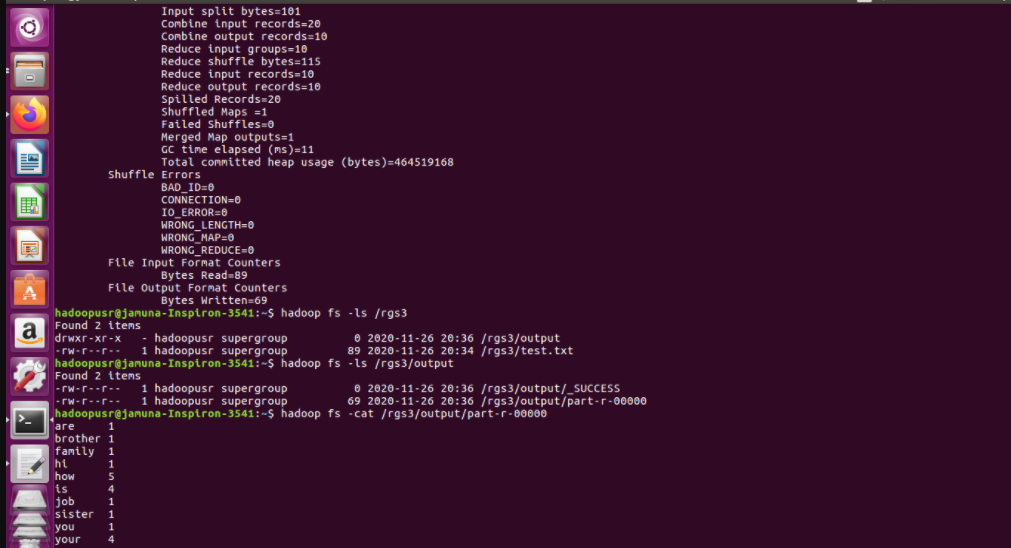 Input split bytes=101
Combine input records=20
Combine output records=10
Reduce input groups=10
Reduce shuffle bytes=115
Reduce input records=10
Reduce output records=10
Spilled Records=20
Shuffled Maps =1
Failed Shuffles=0
Merged Map outputs=1
GC time elapsed (ms)=11
Total committed heap usage (bytes)=464519168
Shuffle Errors
BAD_ID=0
CONNECTION=0
IO_ERROR=0
WRONG_LENGTH=0
WRONG_MAP=0
WRONG_REDUCE=0
File Input Format Counters
Bytes Read=89
File Output Format Counters
Bytes Written=69
hadoopusr@jamuna-Inspiron-3541:~$ hadoop fs -ls /rgs3
Found 2 items
drwxr-xr-x - hadoopusr supergroup 0 2020-11-26 20:36 /rgs3/output
-rw-r--r-- 1 hadoopusr supergroup 89 2020-11-26 20:34 /rgs3/test.txt
hadoopusr@jamuna-Inspiron-3541:~$ hadoop fs -ls /rgs3/output
Found 2 items
-rw-r--r-- 1 hadoopusr supergroup 0 2020-11-26 20:36 /rgs3/output/_SUCCESS
-rw-r--r-- 1 hadoopusr supergroup 69 2020-11-26 20:36 /rgs3/output/part-r-00000
hadoopusr@jamuna-Inspiron-3541:~$ hadoop fs -cat /rgs3/output/part-r-00000
are 1
brother 1
family 1
hi 1
how 5
is 4
job 1
sister 1
you 1
your 4